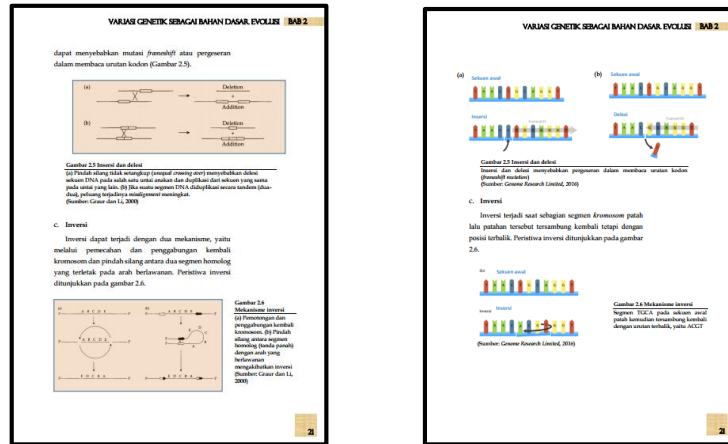 VARIASI GENETIK SEBAGAI BAHAN DASAR EVOLUSI BAB 2
dapat menyebabkan mutasi frameshift atau pergeseran
dalam membaca urutan kodon (Gambar 2.5).
(a)
Deletion
+
Addition
(b)
Deletion
+
Addition
Gambar 2.5 Insersi dan delesi
(a) Pindah silang tidak setangkup (unequal crossing over) menyebabkan delesi
sekuen DNA pada salah satu untai anakan dan duplikasi dari sekuen yang sama
pada untai yang lain. (b) Jika suatu segmen DNA diduplikasi secara tandem (dua-
dua), peluang terjadinya misalignment meningkat.
(Sumber: Graur dan Li, 2000)
c. Inversi
Inversi dapat terjadi dengan dua mekanisme, yaitu
melalui pemecahan dan penggabungan kembali
kromosom dan pindah silang antara dua segmen homolog
yang terletak pada arah berlawanan. Peristiwa inversi
ditunjukkan pada gambar 2.6.
Gambar 2.6
Mekanisme inversi
(a) Pemotongan dan
penggabungan kembali
kromosom. (b) Pindah
silang antara segmen
homolog (tanda panah)
dengan arah yang
berlawanan
mengakibatkan inversi
(Sumber: Graur dan Li,
2000)
21
VARIASI GENETIK SEBAGAI BAHAN DASAR EVOLUSI BAB 2
(a)
Sekuen awal
Insersi
(b)
Sekuen awal
Delesi
Gambar 2.5 Insersi dan delesi
Insersi dan delesi menyebabkan pergeseran dalam membaca urutan kodon
(frameshift mutation)
(Sumber: Genome Research Limited, 2016)
c. Inversi
Inversi terjadi saat sebagian segmen kromosom patah
lalu patahan tersebut tersambung kembali tetapi dengan
posisi terbalik. Peristiwa inversi ditunjukkan pada gambar
2.6.
Sekuen awal
Inversi
(Sumber: Genome Research Limited, 2016)
Gambar 2.6 Mekanisme inversi
Segmen TGCA pada sekuen awal
patah kemudian tersambung kembali
dengan urutan terbalik, yaitu ACGT
21